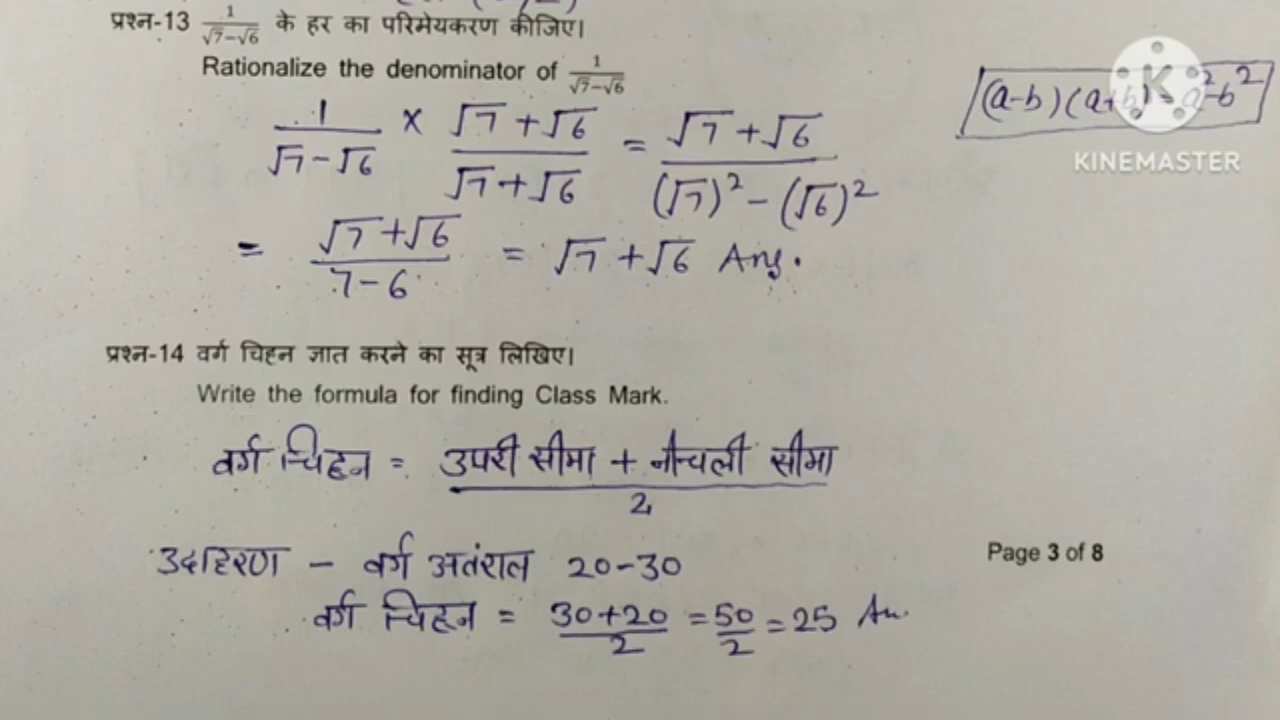 प्रश्न-13 1/(√7-√6) के हर का परिमेयकरण कीजिए।
Rationalize the denominator of 1/(√7-√6)
(a-b)(a+b) = a²-b²
KINEMASTER
1/(√7-√6) × (√7+√6)/(√7+√6) = (√7+√6)/((√7)²-(√6)²)
= (√7+√6)/(7-6) = √7+√6 Ans.
प्रश्न-14 वर्ग चिह्न ज्ञात करने का सूत्र लिखिए।
Write the formula for finding Class Mark.
वर्ग चिह्न = (उपरी सीमा + नीचली सीमा)/2
उदाहरण - वर्ग अतंराल 20-30
Page 3 of 8
वर्ग चिह्न = (30+20)/2 = 50/2 = 25 An.